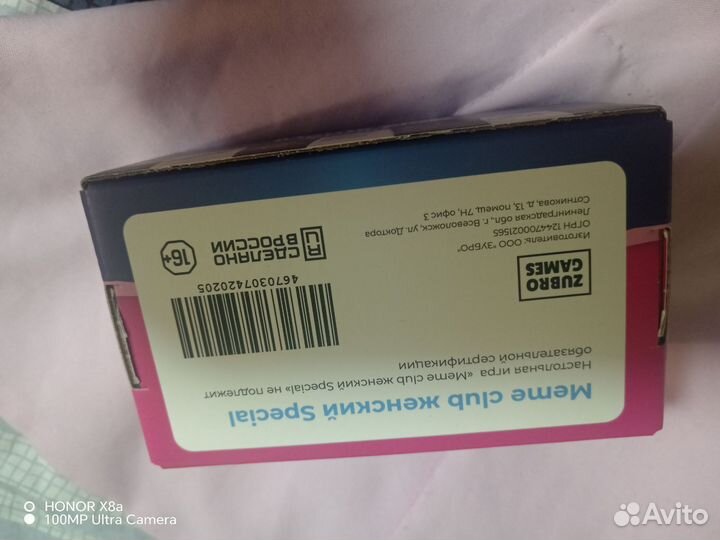 Meme club женский Special
Настольная игра «Meme club женский Special» не подлежит
обязательной сертификации
ZUBRO
GAMES
Изготовитель: ООО "ЗУБРО"
ОГРН 1244700021565
Ленинградская обл., г. Всеволожск, ул. Доктора
Сотникова, д. 13, помещ. 7Н, офис 3
4670307420205
16+
СДЕЛАНО
В РОССИИ
HONOR X8a
100MP Ultra Camera
Avito